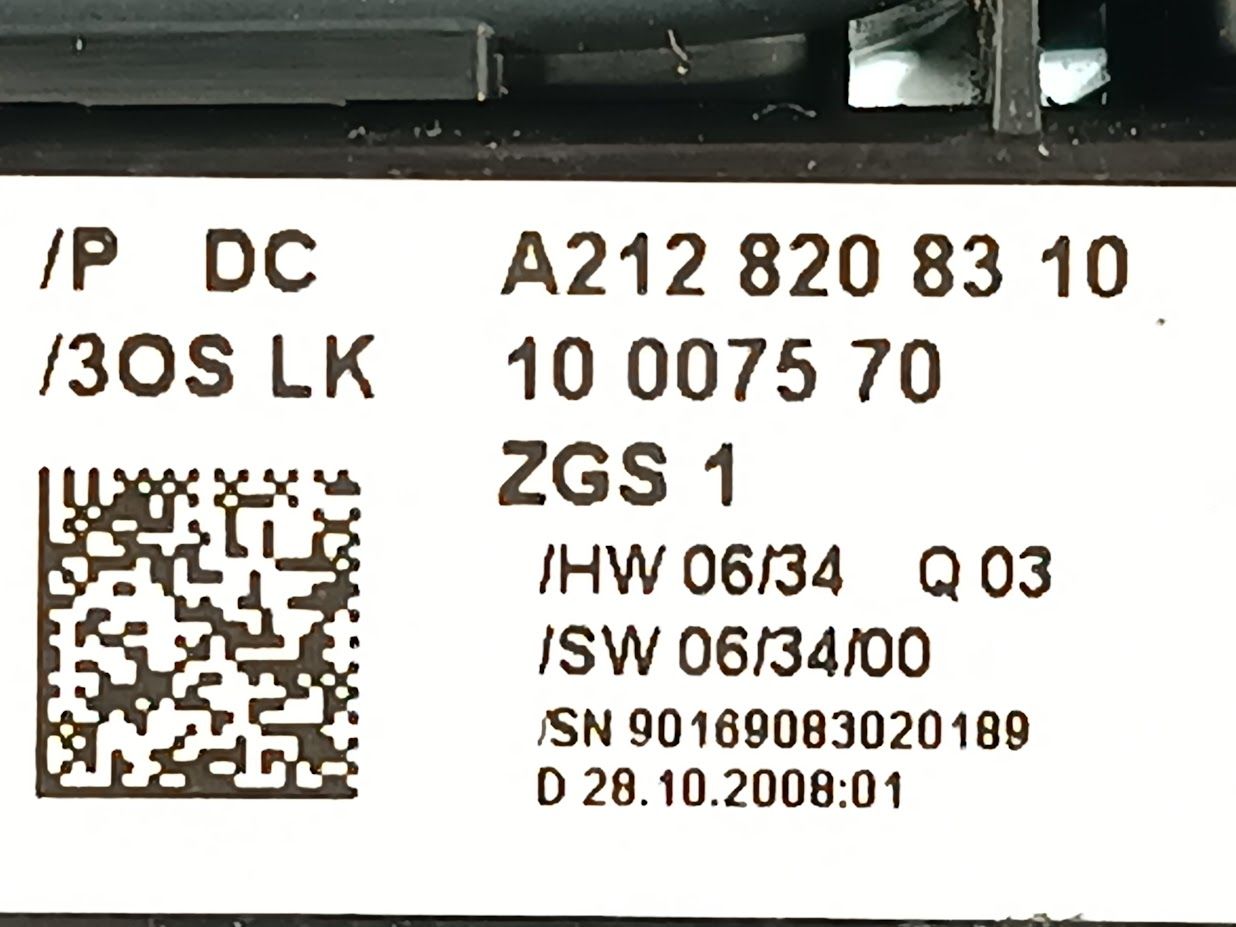 /P DC A212 820 83 10
/3OS LK 10 0075 70
ZGS 1
/HW 06/34 Q 03
/SW 06/34/00
/SN 90169083020189
D 28.10.2008:01